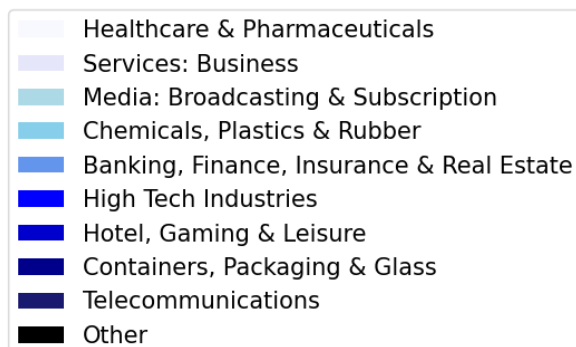 Healthcare & Pharmaceuticals
Services: Business
Media: Broadcasting & Subscription
Chemicals, Plastics & Rubber
Banking, Finance, Insurance & Real Estate
High Tech Industries
Hotel, Gaming & Leisure
Containers, Packaging & Glass
Telecommunications
Other